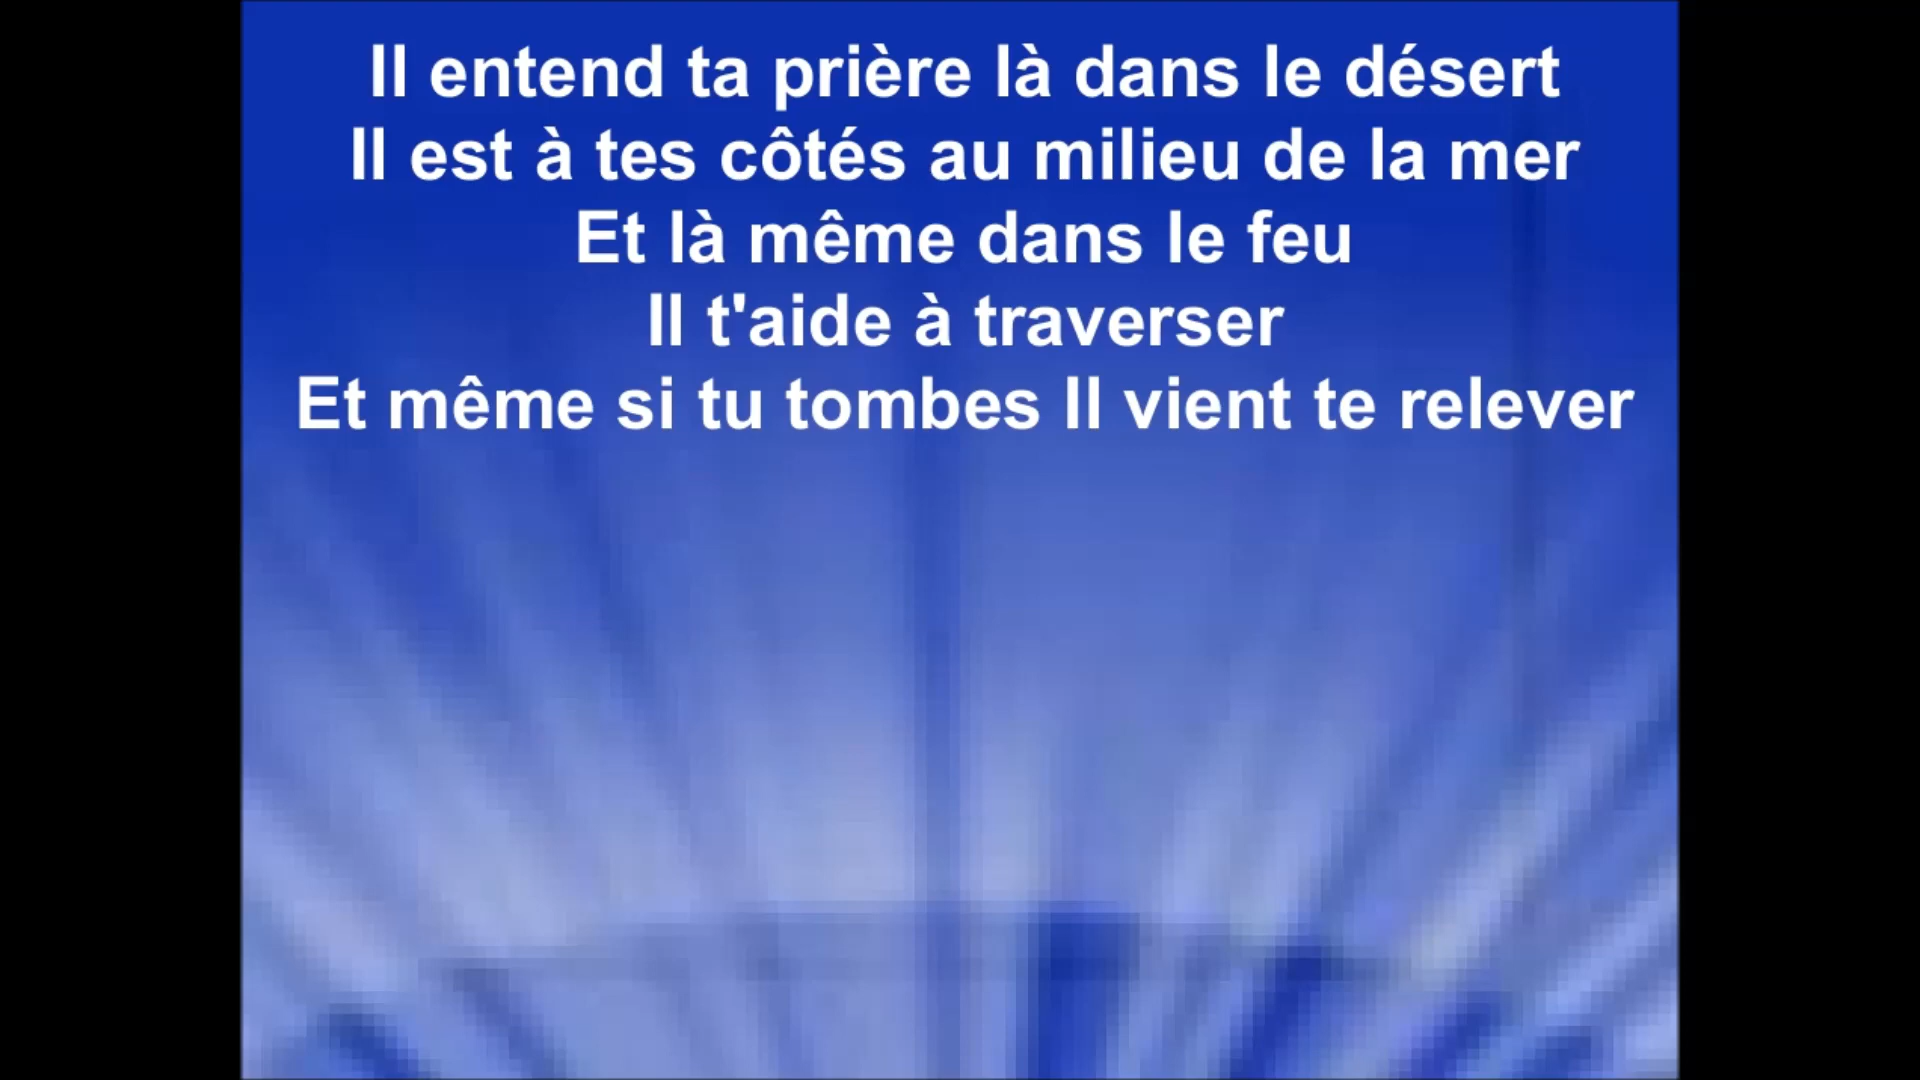 Il entend ta prière là dans le désert
Il est à tes côtés au milieu de la mer
Et là même dans le feu
Il t'aide à traverser
Et même si tu tombes Il vient te relever